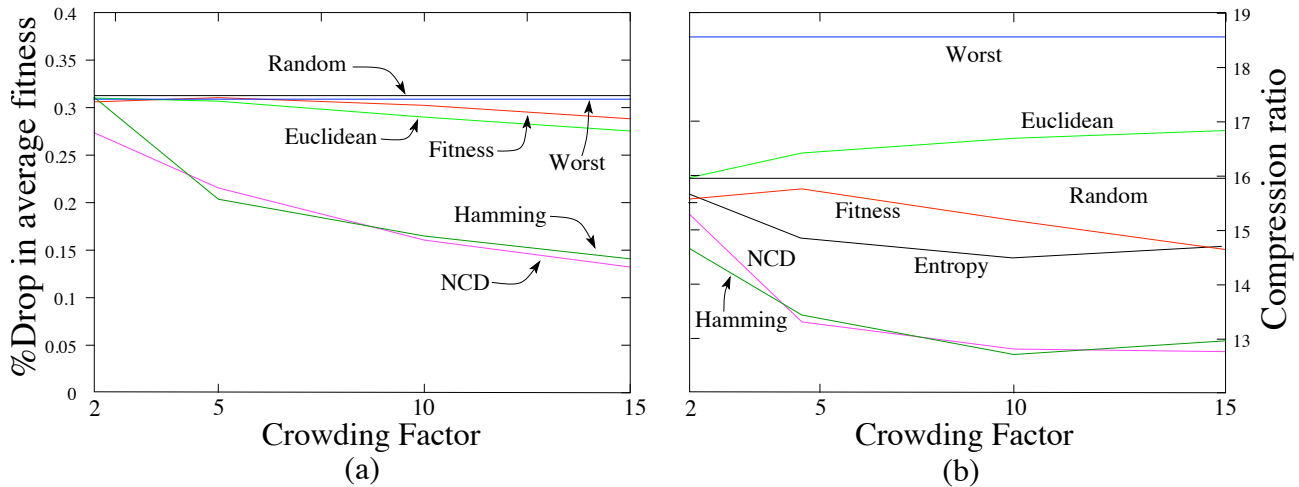 %Drop in average fitness
0.4
0.35
0.3
0.25
0.2
0.15
0.1
0.05
0
Random
Euclidean
Fitness
Worst
Hamming
NCD
2
5
10
15
Crowding Factor
(a)
Worst
Euclidean
Random
Fitness
Entropy
NCD
Hamming
19
18
17
16
15
14
13
Compression ratio
2
5
10
15
Crowding Factor
(b)